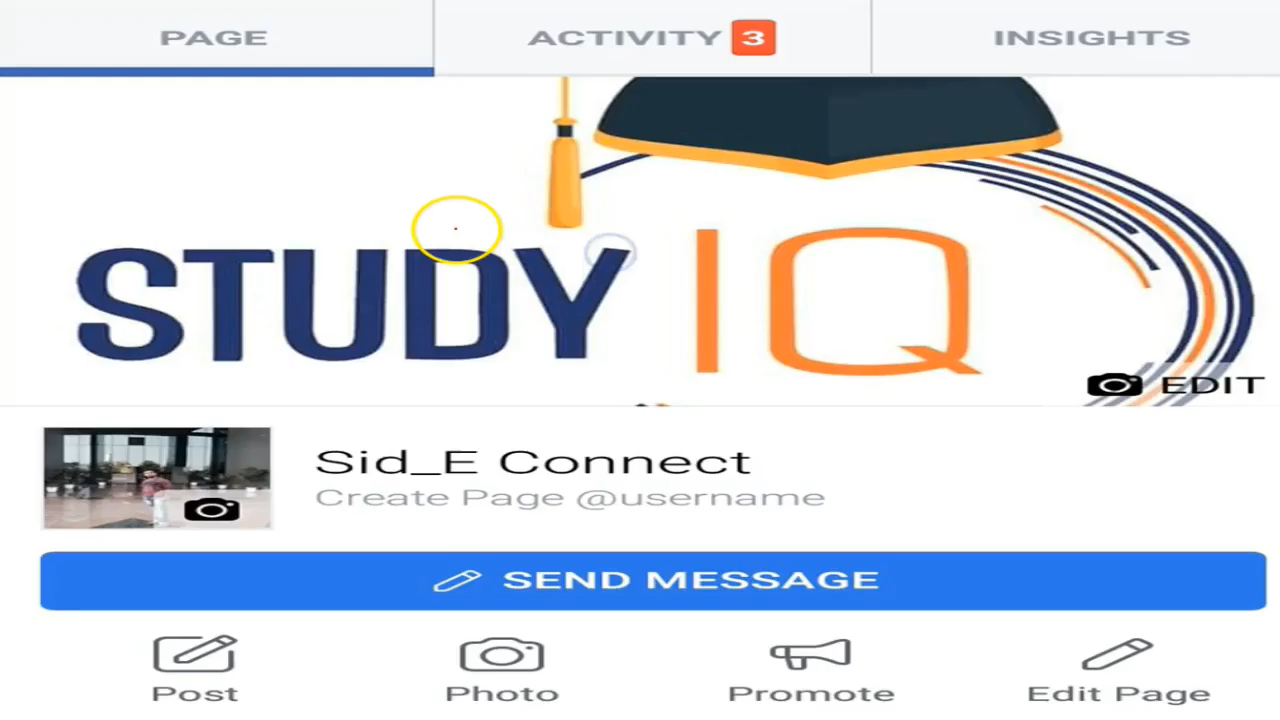 PAGE
ACTIVITY 3
INSIGHTS
STUDY IQ
EDIT
Sid_E Connect
Create Page @username
SEND MESSAGE
Post
Photo
Promote
Edit Page